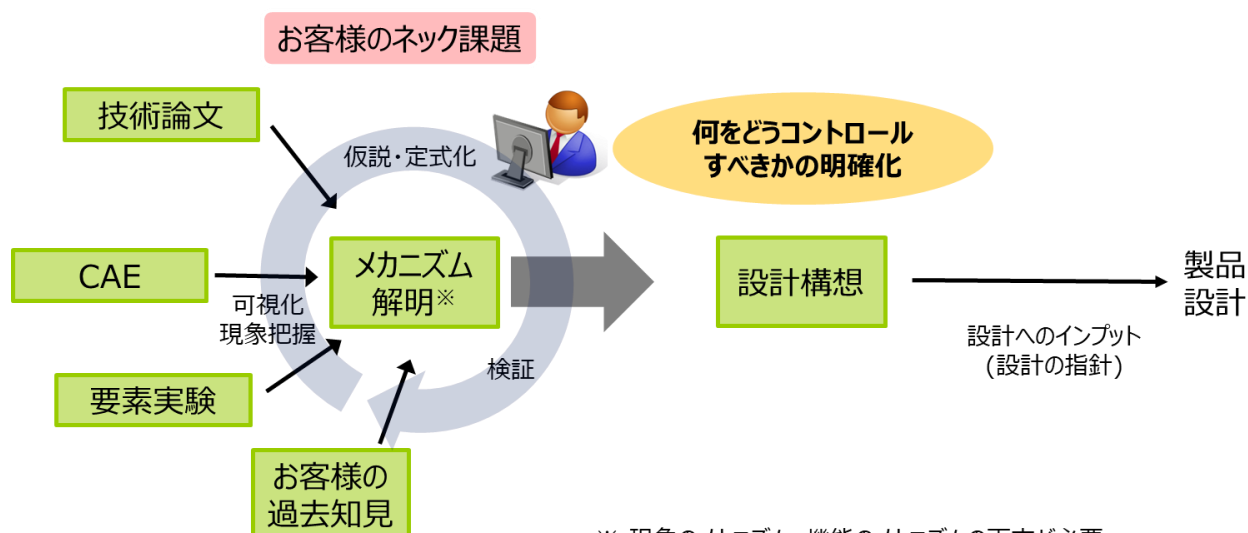 お客様のネック課題
技術論文
仮説・定式化
何をどうコントロール
すべきかの明確化
CAE
メカニズム
解明※
設計構想
製品
設計
可視化
現象把握
設計へのインプット
(設計の指針)
検証
要素実験
お客様の
過去知見